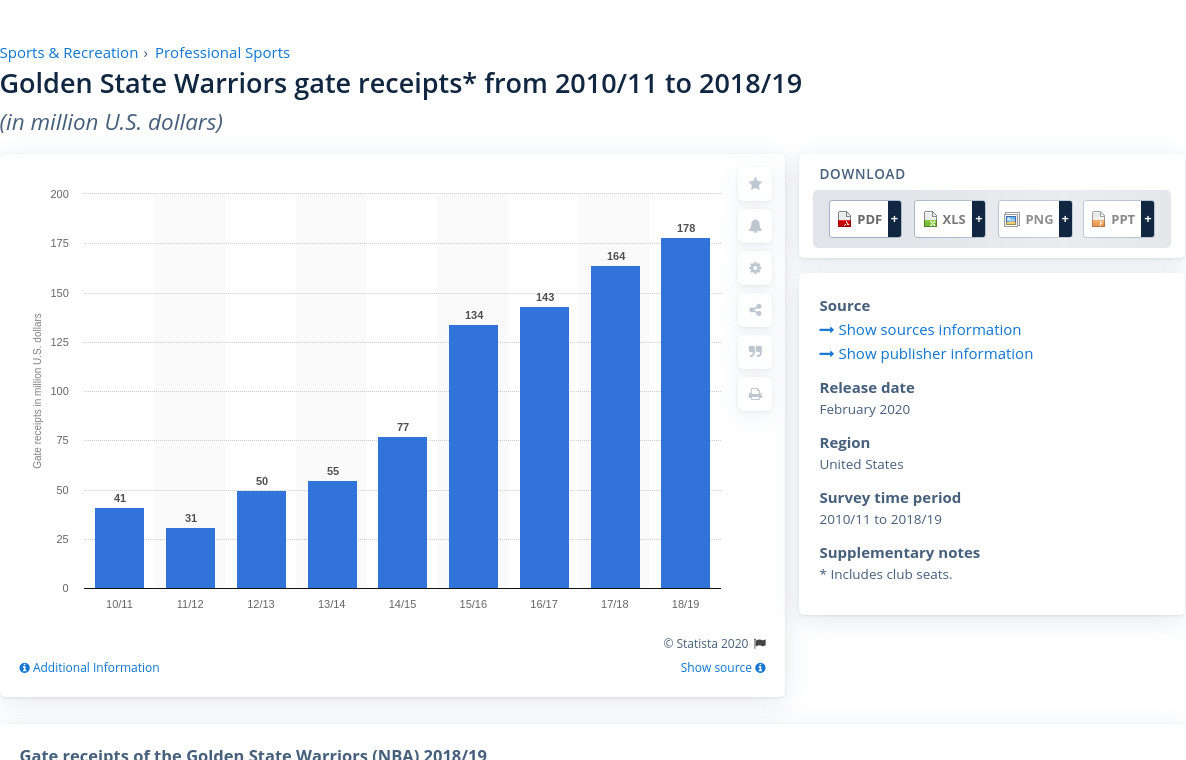 Sports & Recreation › Professional Sports
Golden State Warriors gate receipts* from 2010/11 to 2018/19
(in million U.S. dollars)
Gate receipts in million U.S. dollars
200
175
150
125
100
75
50
25
0
41
31
50
55
77
134
143
164
178
10/11 11/12 12/13 13/14 14/15 15/16 16/17 17/18 18/19
© Statista 2020
Additional Information
Show source
DOWNLOAD
PDF + XLS + PNG + PPT +
Source
Show sources information
Show publisher information
Release date
February 2020
Region
United States
Survey time period
2010/11 to 2018/19
Supplementary notes
* Includes club seats.
Gate receipts of the Golden State Warriors (NBA) 2018/19